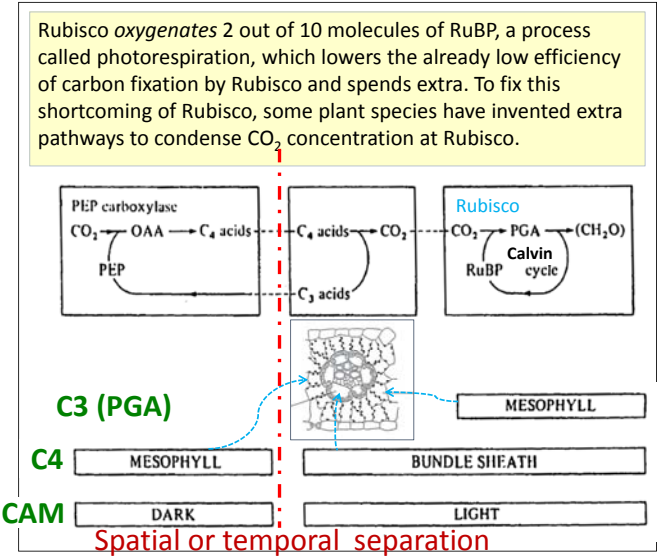 Rubisco oxygenates 2 out of 10 molecules of RuBP, a process
called photorespiration, which lowers the already low efficiency
of carbon fixation by Rubisco and spends extra. To fix this
shortcoming of Rubisco, some plant species have invented extra
pathways to condense CO₂ concentration at Rubisco.
PEP carboxylase
CO₂ OAA C₄ acids
PEP
C₄ acids CO₂
C₃ acids
Rubisco
CO₂ PGA (CH₂O)
Calvin
RuBP cycle
C3 (PGA)
MESOPHYLL
C4
MESOPHYLL
BUNDLE SHEATH
CAM
DARK
LIGHT
Spatial or temporal separation